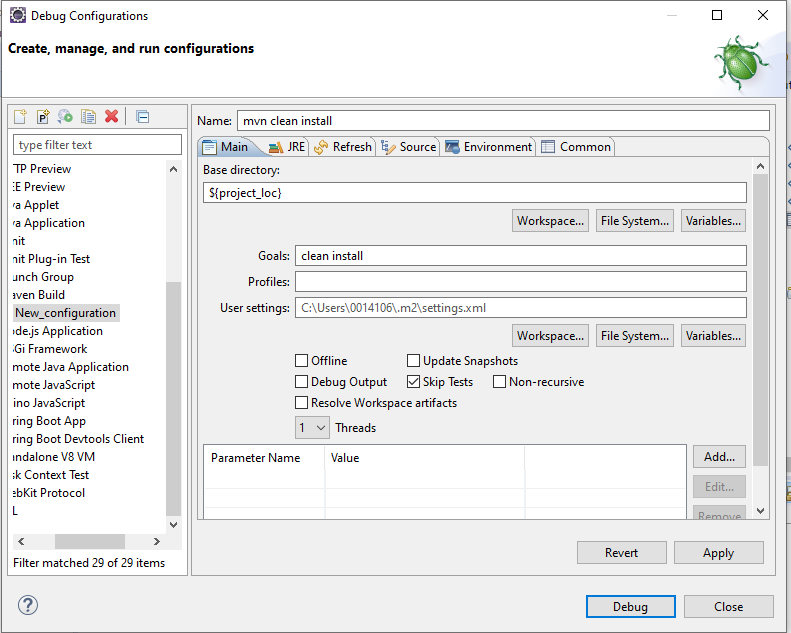 Debug Configurations
Create, manage, and run configurations
type filter text
TP Preview
EE Preview
va Applet
va Application
nit
nit Plug-in Test
unch Group
aven Build
New_configuration
de.js Application
Gi Framework
mote Java Application
mote JavaScript
ino JavaScript
ring Boot App
ring Boot Devtools Client
andalone V8 VM
sk Context Test
ebKit Protocol
L
Filter matched 29 of 29 items
Name: mvn clean install
Main JRE Refresh Source Environment Common
Base directory:
${project_loc}
Workspace... File System... Variables...
Goals: clean install
Profiles:
User settings: C:\Users\0014106\.m2\settings.xml
Workspace... File System... Variables...
Offline Update Snapshots
Debug Output Skip Tests Non-recursive
Resolve Workspace artifacts
1 Threads
Parameter Name Value Add...
Edit...
Remove
Revert Apply
? Debug Close